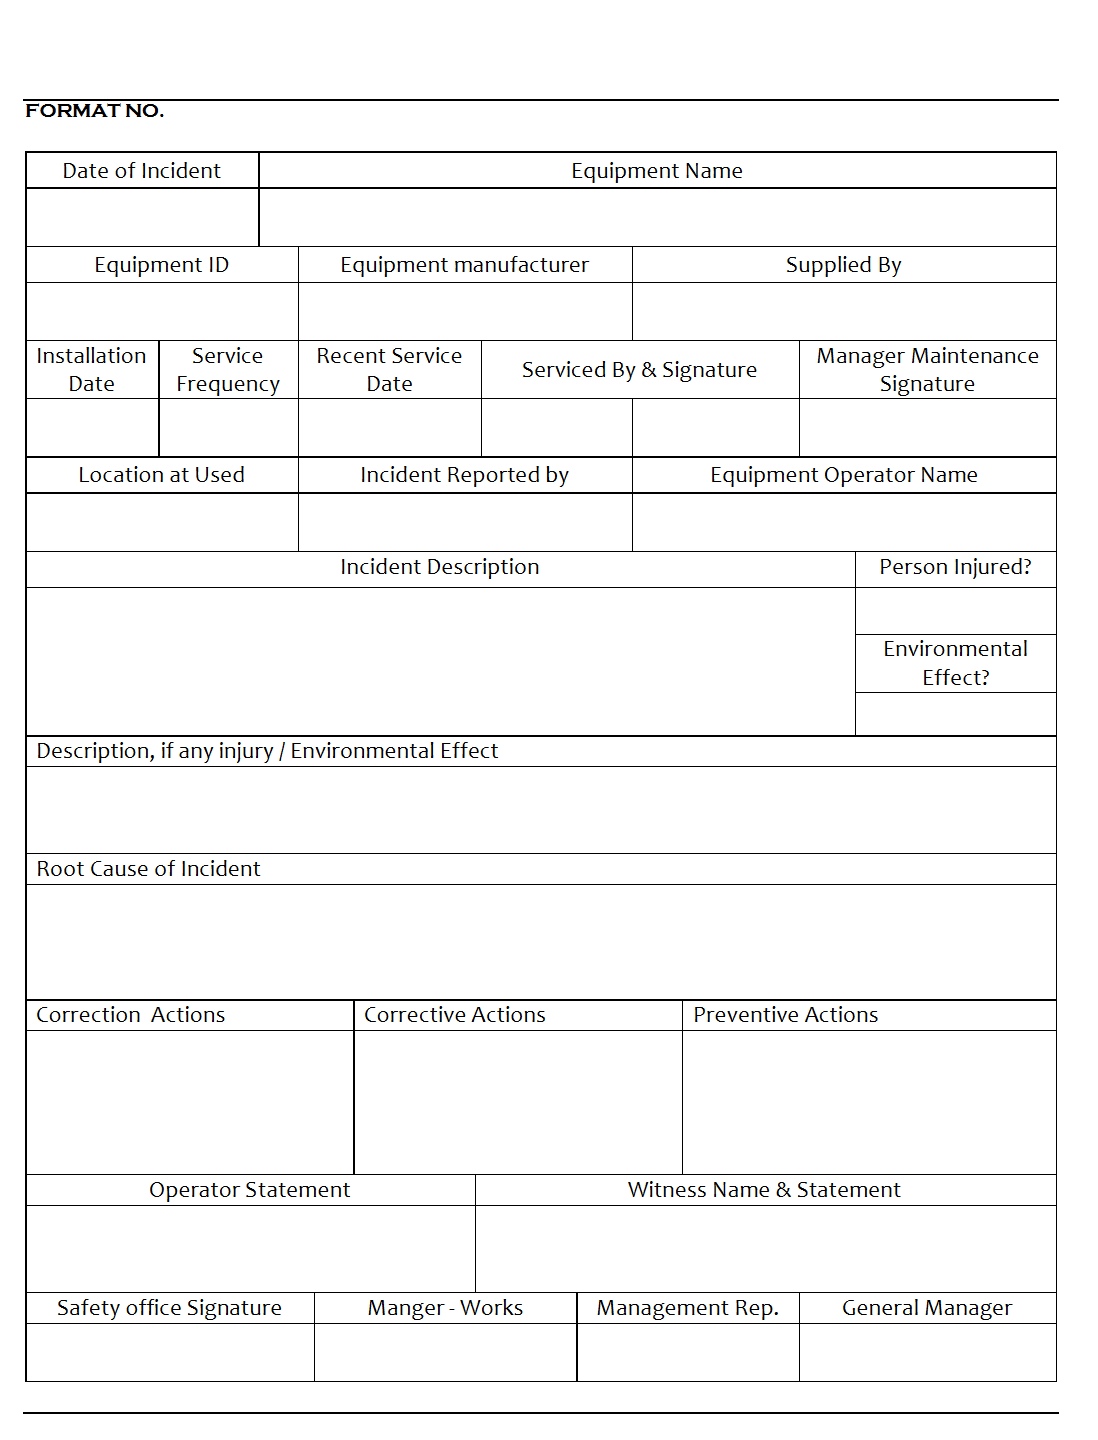 FORMAT NO.
Date of Incident
Equipment Name
Equipment ID
Equipment manufacturer
Supplied By
Installation
Date
Service
Frequency
Recent Service
Date
Serviced By & Signature
Manager Maintenance
Signature
Location at Used
Incident Reported by
Equipment Operator Name
Incident Description
Person Injured?
Environmental
Effect?
Description, if any injury / Environmental Effect
Root Cause of Incident
Correction  Actions
Corrective Actions
Preventive Actions
Operator Statement
Witness Name & Statement
Safety office Signature
Manger - Works
Management Rep.
General Manager